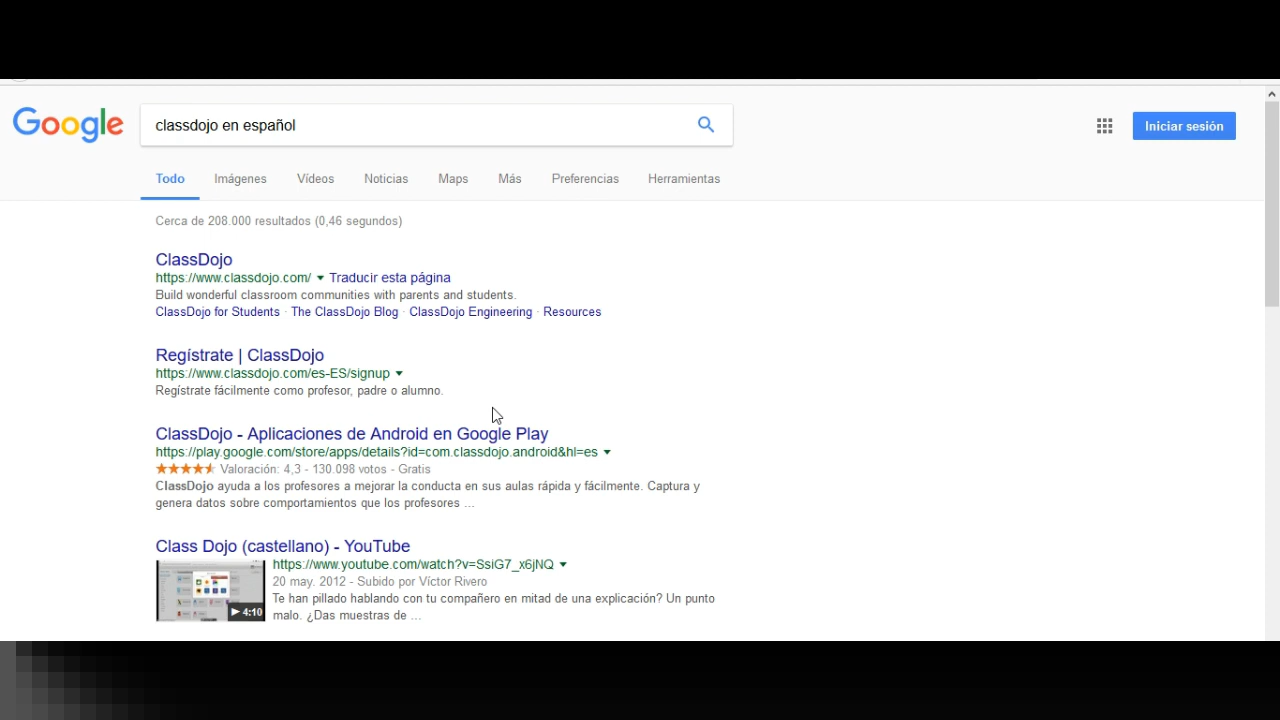 Google
classdojo en español
Iniciar sesión
Todo Imágenes Vídeos Noticias Maps Más Preferencias Herramientas
Cerca de 208.000 resultados (0,46 segundos)
ClassDojo
https://www.classdojo.com/ Traducir esta página
Build wonderful classroom communities with parents and students.
ClassDojo for Students · The ClassDojo Blog · ClassDojo Engineering · Resources
Regístrate | ClassDojo
https://www.classdojo.com/es-ES/signup
Regístrate fácilmente como profesor, padre o alumno.
ClassDojo - Aplicaciones de Android en Google Play
https://play.google.com/store/apps/details?id=com.classdojo.android&hl=es
Valoración: 4,3 - 130.098 votos - Gratis
ClassDojo ayuda a los profesores a mejorar la conducta en sus aulas rápida y fácilmente. Captura y
genera datos sobre comportamientos que los profesores ...
Class Dojo (castellano) - YouTube
https://www.youtube.com/watch?v=SsiG7_x6jNQ
20 may. 2012 - Subido por Víctor Rivero
Te han pillado hablando con tu compañero en mitad de una explicación? Un punto
malo. ¿Das muestras de ...
4:10